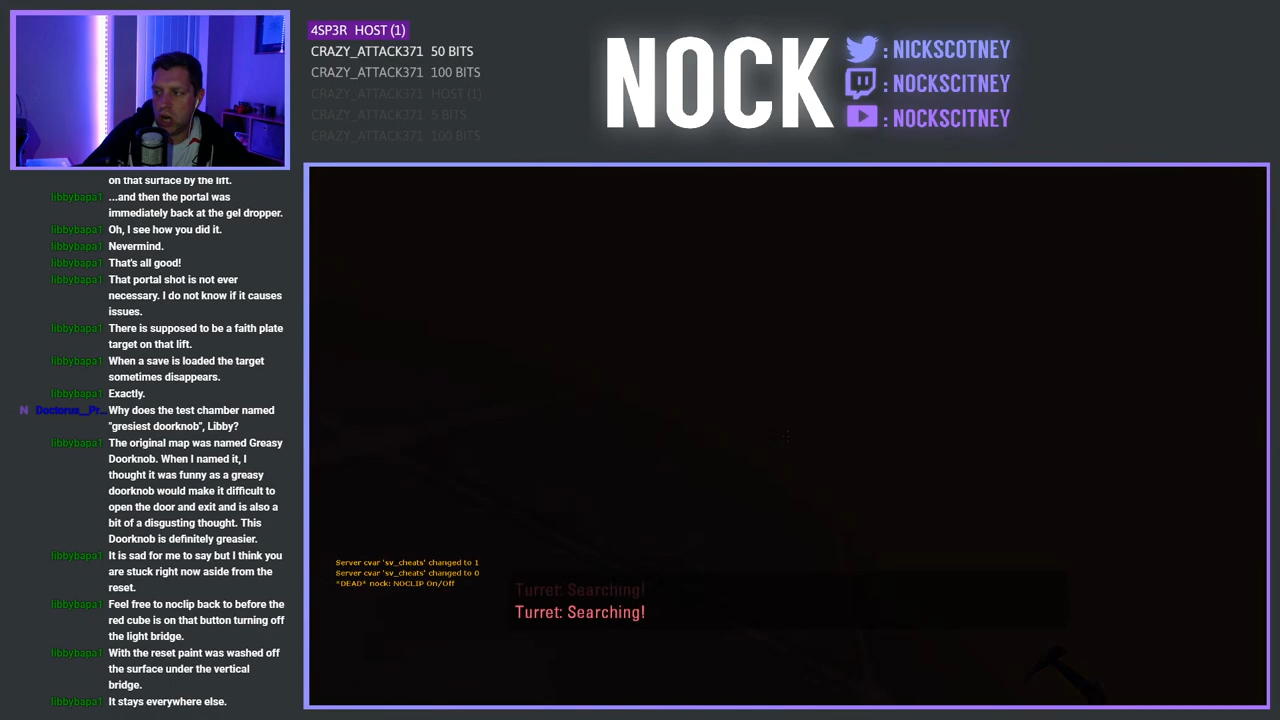 4SP3R HOST (1)
CRAZY_ATTACK371 50 BITS
CRAZY_ATTACK371 100 BITS
CRAZY_ATTACK371 HOST (1)
CRAZY_ATTACK371 5 BITS
CRAZY_ATTACK371 100 BITS
NOCK
: NICKSCOTNEY
: NOCKSCITNEY
: NOCKSCITNEY
on that surface by the lift.
libbybapa1 ...and then the portal was
immediately back at the gel dropper.
libbybapa1 Oh, I see how you did it.
libbybapa1 Nevermind.
libbybapa1 That's all good!
libbybapa1 That portal shot is not ever
necessary. I do not know if it causes
issues.
libbybapa1 There is supposed to be a faith plate
target on that lift.
libbybapa1 When a save is loaded the target
sometimes disappears.
libbybapa1 Exactly.
N Doctorus__Pr... Why does the test chamber named
"gresiest doorknob", Libby?
libbybapa1 The original map was named Greasy
Doorknob. When I named it, I
thought it was funny as a greasy
doorknob would make it difficult to
open the door and exit and is also a
bit of a disgusting thought. This
Doorknob is definitely greasier.
libbybapa1 It is sad for me to say but I think you
are stuck right now aside from the
reset.
libbybapa1 Feel free to noclip back to before the
red cube is on that button turning off
the light bridge.
libbybapa1 With the reset paint was washed off
the surface under the vertical
bridge.
libbybapa1 It stays everywhere else.
Server cvar 'sv_cheats' changed to 1
Server cvar 'sv_cheats' changed to 0
*DEAD* nock: NOCLIP On/Off
Turret: Searching!
Turret: Searching!